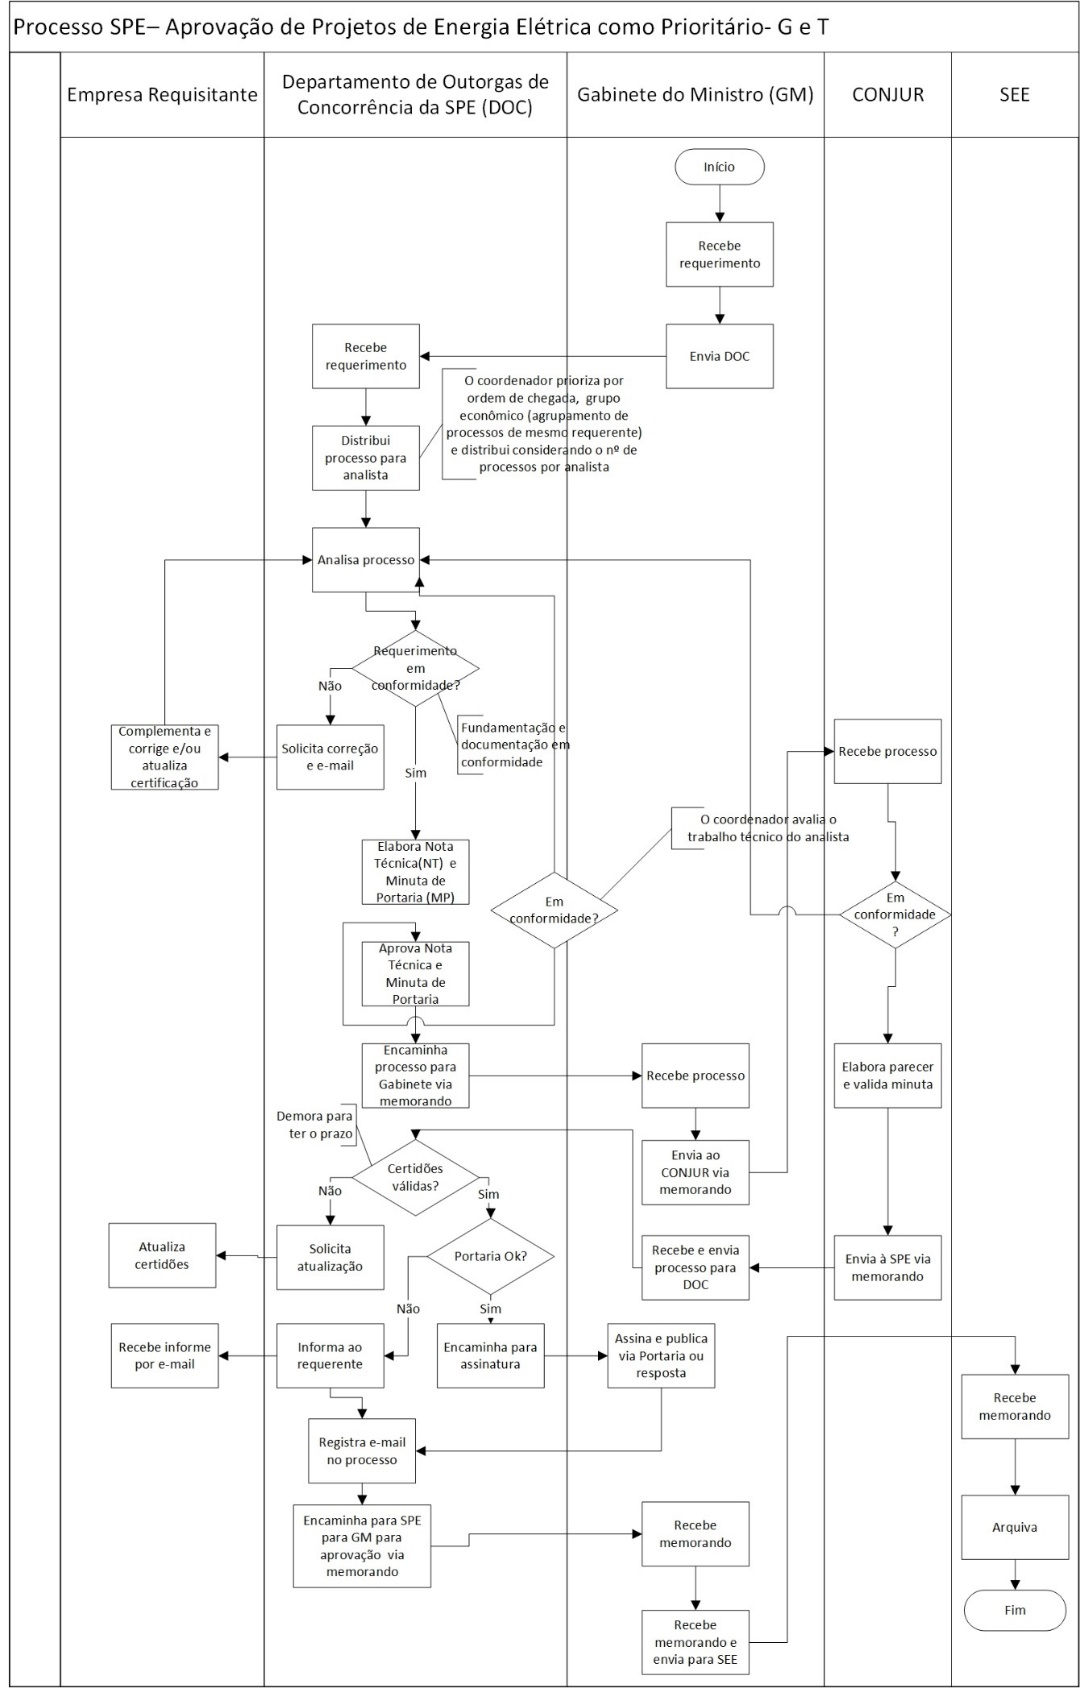 Processo SPE– Aprovação de Projetos de Energia Elétrica como Prioritário- G e T
Empresa Requisitante
Departamento de Outorgas de
Concorrência da SPE (DOC)
Gabinete do Ministro (GM)
CONJUR
SEE
Início
Recebe
requerimento
Envia DOC
Recebe
requerimento
O coordenador prioriza por
ordem de chegada, grupo
econômico (agrupamento de
processos de mesmo requerente)
e distribui considerando o nº de
processos por analista
Distribui
processo para
analista
Analisa processo
Requerimento
em
conformidade?
Não
Fundamentação e
documentação em
conformidade
Complementa e
corrige e/ou
atualiza
certificação
Solicita correção
e e-mail
Sim
Recebe processo
O coordenador avalia o
trabalho técnico do analista
Elabora Nota
Técnica(NT) e
Minuta de
Portaria (MP)
Em
conformidade?
Em
conformidade
?
Aprova Nota
Técnica e
Minuta de
Portaria
Encaminha
processo para
Gabinete via
memorando
Recebe processo
Elabora parecer
e valida minuta
Demora para
ter o prazo
Certidões
válidas?
Envia ao
CONJUR via
memorando
Não
Sim
Atualiza
certidões
Solicita
atualização
Portaria Ok?
Recebe e envia
processo para
DOC
Envia à SPE via
memorando
Não
Sim
Recebe informe
por e-mail
Informa ao
requerente
Encaminha para
assinatura
Assina e publica
via Portaria ou
resposta
Recebe
memorando
Registra e-mail
no processo
Encaminha para SPE
para GM para
aprovação via
memorando
Recebe
memorando
Arquiva
Fim
Recebe
memorando e
envia para SEE